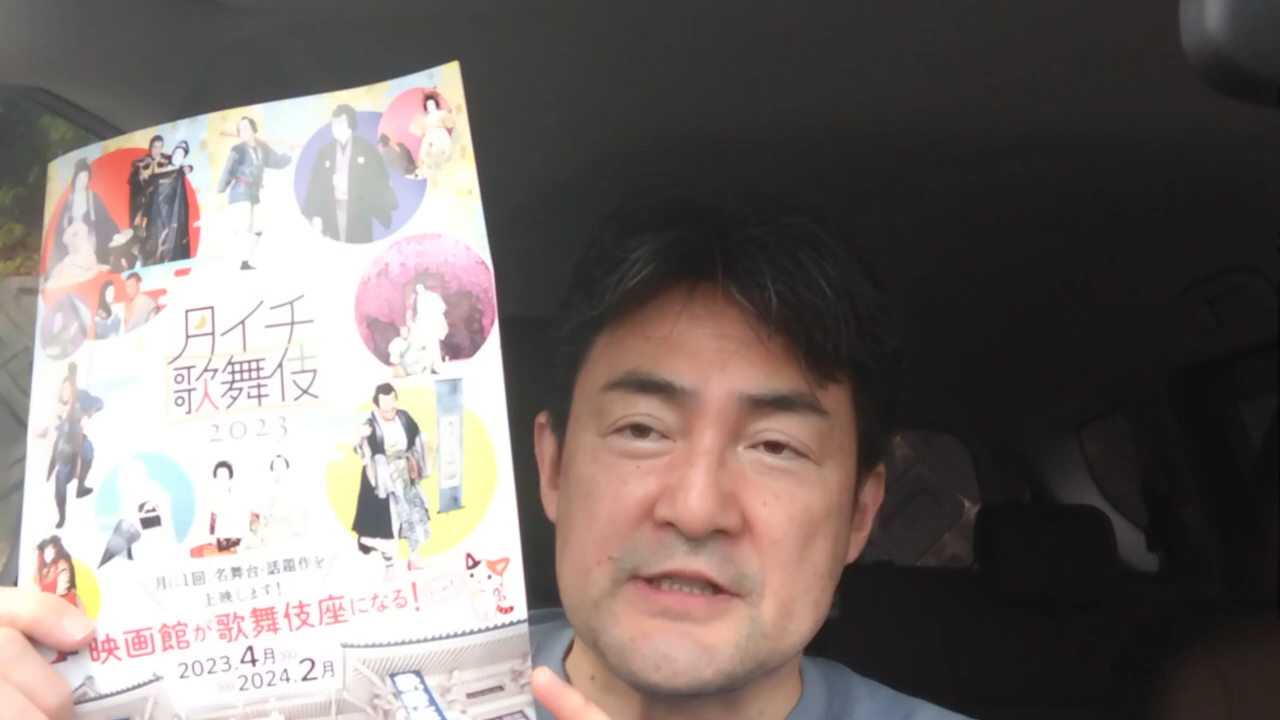 月イチ
歌舞伎
2023
月に1回、名舞台・話題作を
上映します!
映画館が歌舞伎座になる!
2023.4月
2024.2月